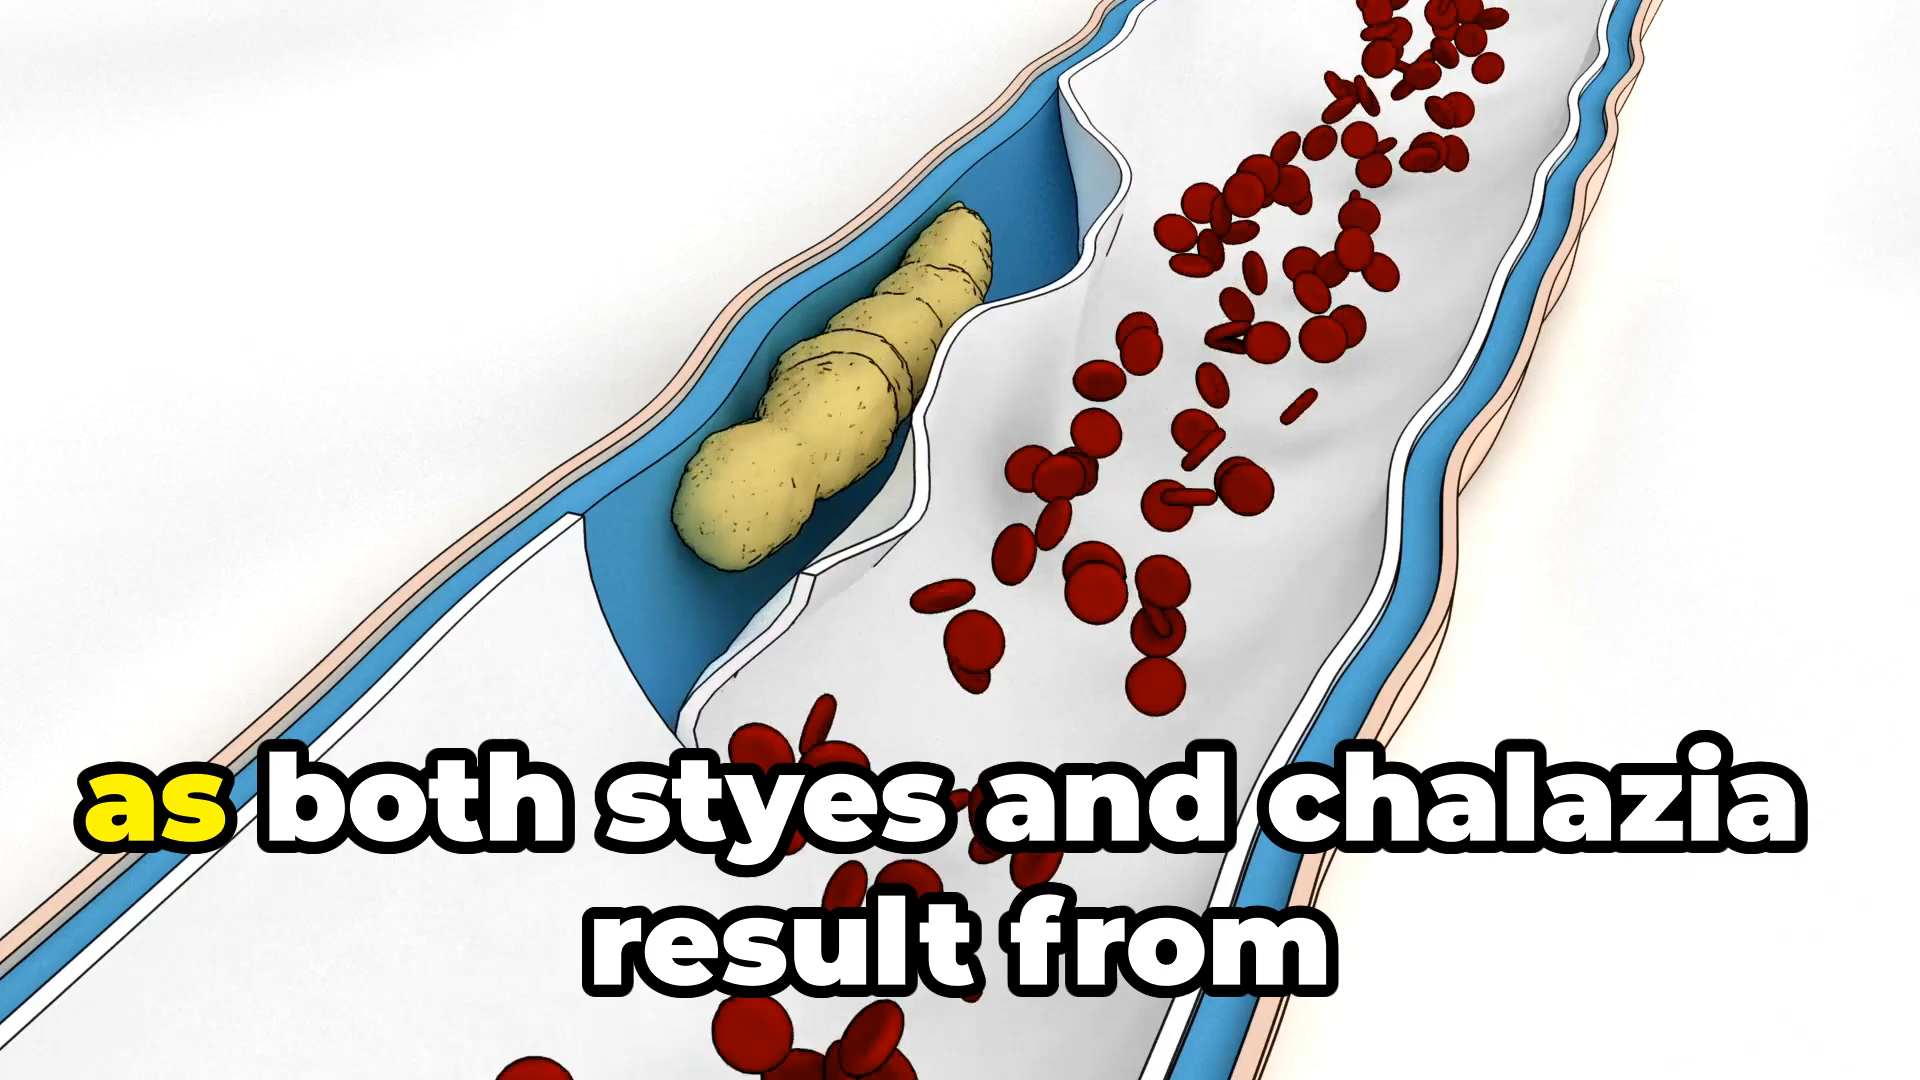 as both styes and chalazia
result from